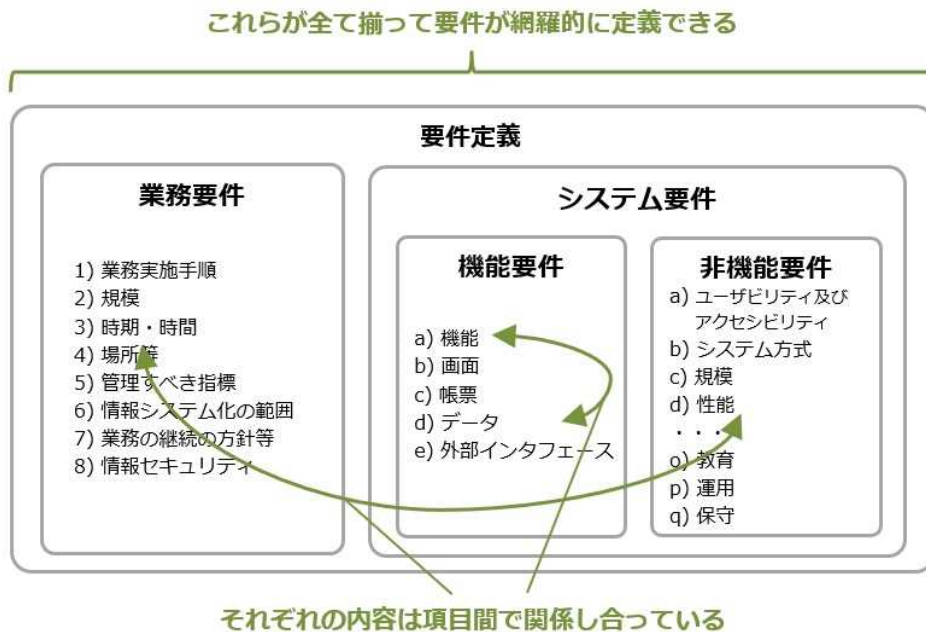 これらが全て揃って要件が網羅的に定義できる
要件定義
業務要件
1) 業務実施手順
2) 規模
3) 時期・時間
4) 場所等
5) 管理すべき指標
6) 情報システム化の範囲
7) 業務の継続の方針等
8) 情報セキュリティ
システム要件
機能要件
a) 機能
b) 画面
c) 帳票
d) データ
e) 外部インタフェース
非機能要件
a) ユーザビリティ及び
アクセシビリティ
b) システム方式
c) 規模
d) 性能
・・・
o) 教育
p) 運用
q) 保守
それぞれの内容は項目間で関係し合っている